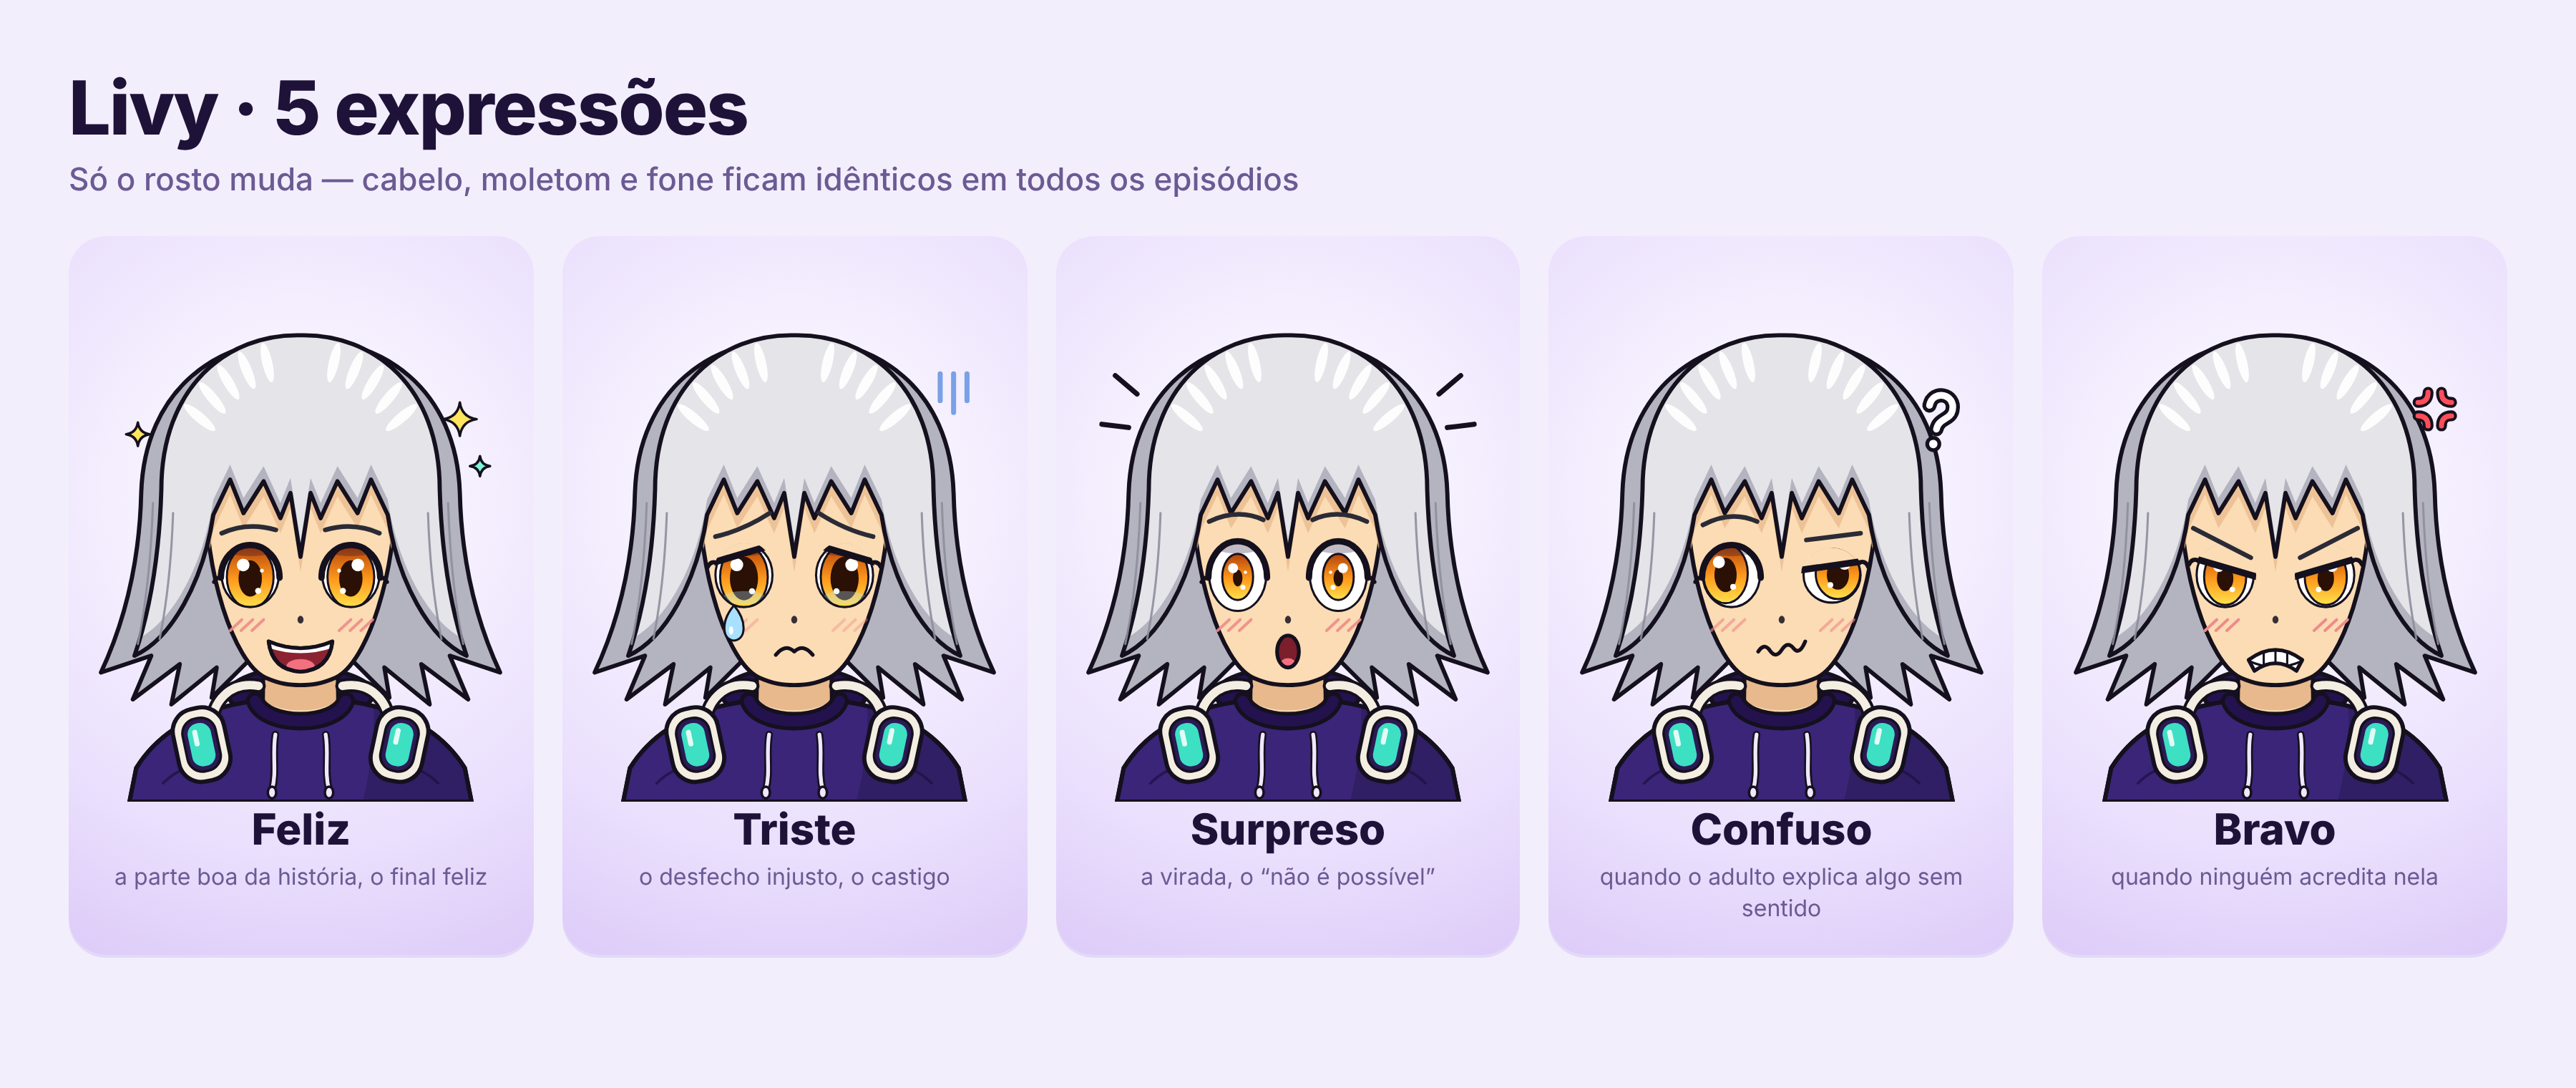 Livy · 5 expressões
Só o rosto muda — cabelo, moletom e fone ficam idênticos em todos os episódios
Feliz
a parte boa da história, o final feliz
Triste
o desfecho injusto, o castigo
Surpreso
a virada, o “não é possível”
Confuso
quando o adulto explica algo sem
sentido
Bravo
quando ninguém acredita nela